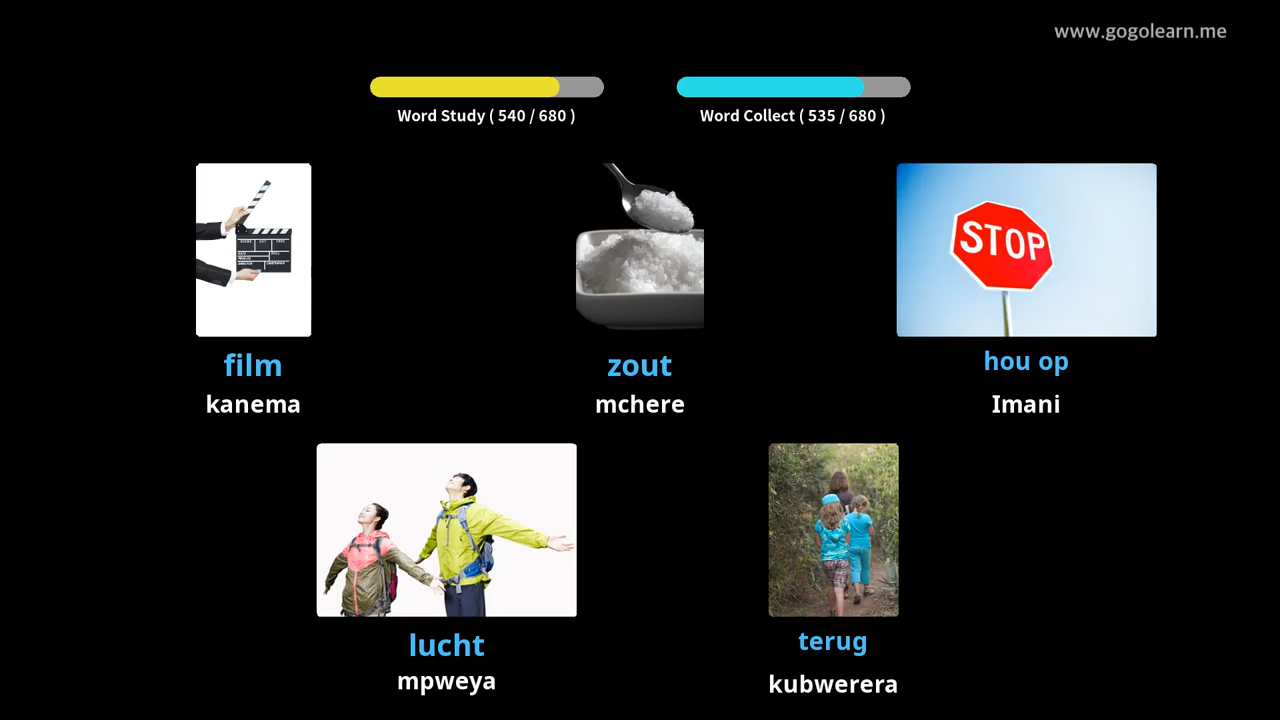 www.gogolearn.me
Word Study ( 540 / 680 )
Word Collect ( 535 / 680 )
STOP
film
zout
hou op
kanema
mchere
Imani
lucht
terug
mpweya
kubwerera